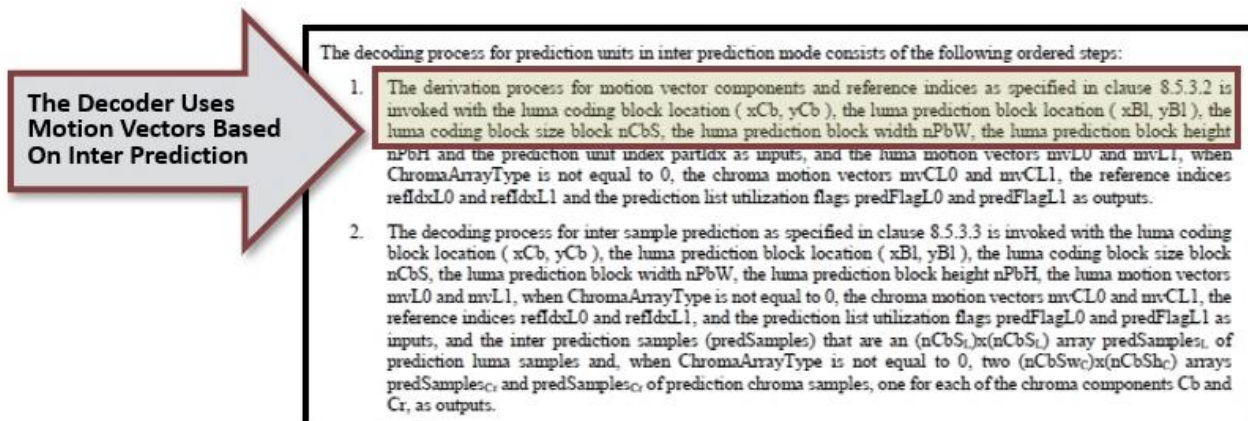 The Decoder Uses
Motion Vectors Based
On Inter Prediction
The decoding process for prediction units in inter prediction mode consists of the following ordered steps:
1. The derivation process for motion vector components and reference indices as specified in clause 8.5.3.2 is
invoked with the luma coding block location ( xCb, yCb ), the luma prediction block location ( xBl, yBl ), the
luma coding block size block nCbS, the luma prediction block width nPbW, the luma prediction block height
nPbH and the prediction unit index partIdx as inputs, and the luma motion vectors mvL0 and mvL1, when
ChromaArrayType is not equal to 0, the chroma motion vectors mvCL0 and mvCL1, the reference indices
refIdxL0 and refIdxL1 and the prediction list utilization flags predFlagL0 and predFlagL1 as outputs.
2. The decoding process for inter sample prediction as specified in clause 8.5.3.3 is invoked with the luma coding
block location ( xCb, yCb ), the luma prediction block location ( xBl, yBl ), the luma coding block size block
nCbS, the luma prediction block width nPbW, the luma prediction block height nPbH, the luma motion vectors
mvL0 and mvL1, when ChromaArrayType is not equal to 0, the chroma motion vectors mvCL0 and mvCL1, the
reference indices refIdxL0 and refIdxL1, and the prediction list utilization flags predFlagL0 and predFlagL1 as
inputs, and the inter prediction samples (predSamples) that are an (nCbSL)x(nCbSL) array predSamplesL of
prediction luma samples and, when ChromaArrayType is not equal to 0, two (nCbSwC)x(nCbShC) arrays
predSamplesCr and predSamplesCr of prediction chroma samples, one for each of the chroma components Cb and
Cr, as outputs.